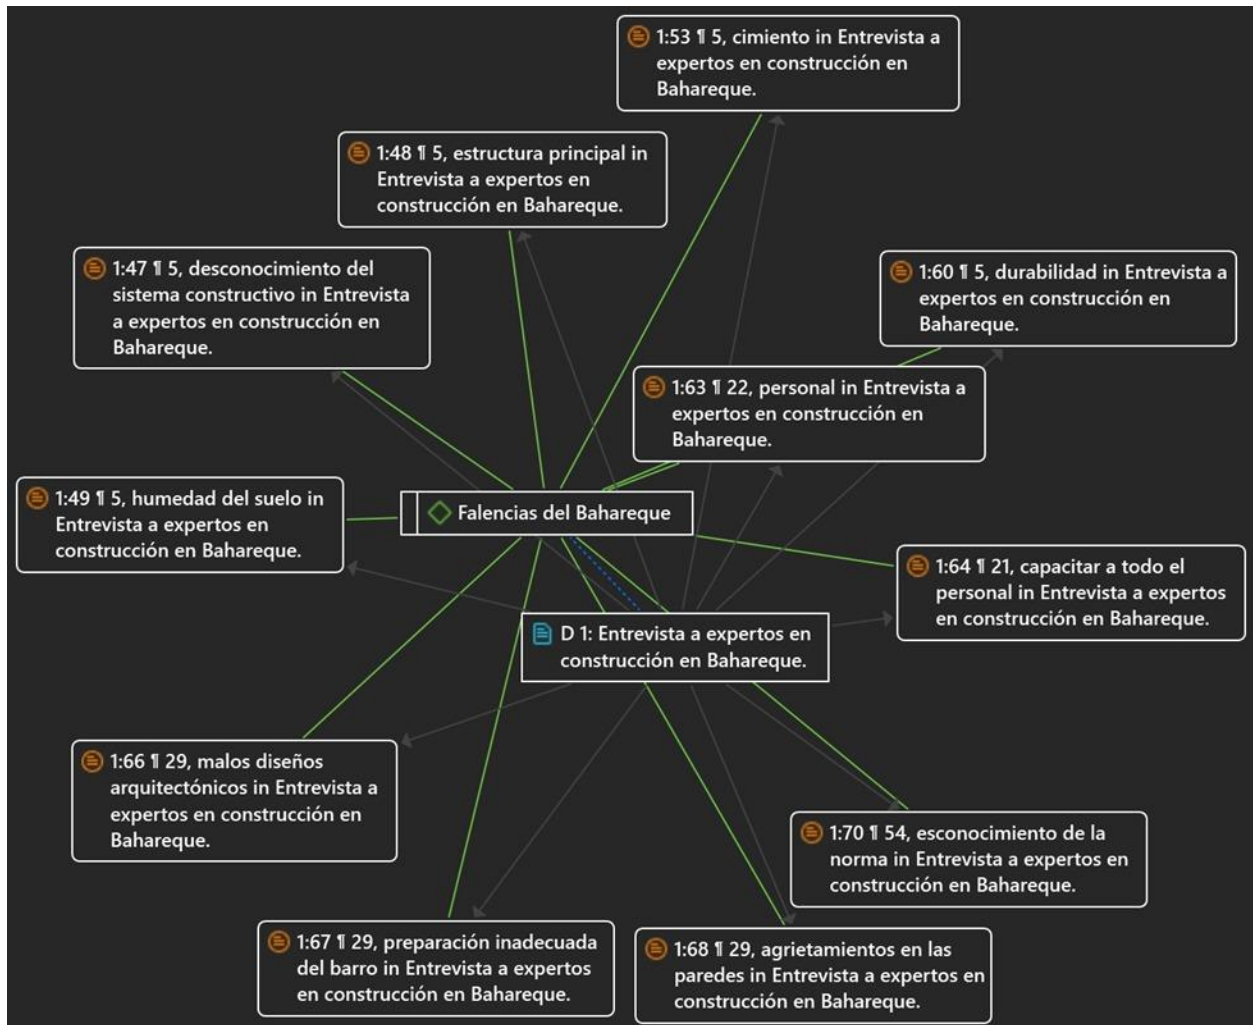 1:53 ¶ 5, cimiento in Entrevista a
expertos en construcción en
Bahareque.
1:48 ¶ 5, estructura principal in
Entrevista a expertos en
construcción en Bahareque.
1:47 ¶ 5, desconocimiento del
sistema constructivo in Entrevista
a expertos en construcción en
Bahareque.
1:60 ¶ 5, durabilidad in Entrevista a
expertos en construcción en
Bahareque.
1:63 ¶ 22, personal in Entrevista a
expertos en construcción en
Bahareque.
1:49 ¶ 5, humedad del suelo in
Entrevista a expertos en
construcción en Bahareque.
Falencias del Bahareque
1:64 ¶ 21, capacitar a todo el
personal in Entrevista a expertos
en construcción en Bahareque.
D 1: Entrevista a expertos en
construcción en Bahareque.
1:66 ¶ 29, malos diseños
arquitectónicos in Entrevista a
expertos en construcción en
Bahareque.
1:70 ¶ 54, esconocimiento de la
norma in Entrevista a expertos en
construcción en Bahareque.
1:67 ¶ 29, preparación inadecuada
del barro in Entrevista a expertos
en construcción en Bahareque.
1:68 ¶ 29, agrietamientos en las
paredes in Entrevista a expertos en
construcción en Bahareque.